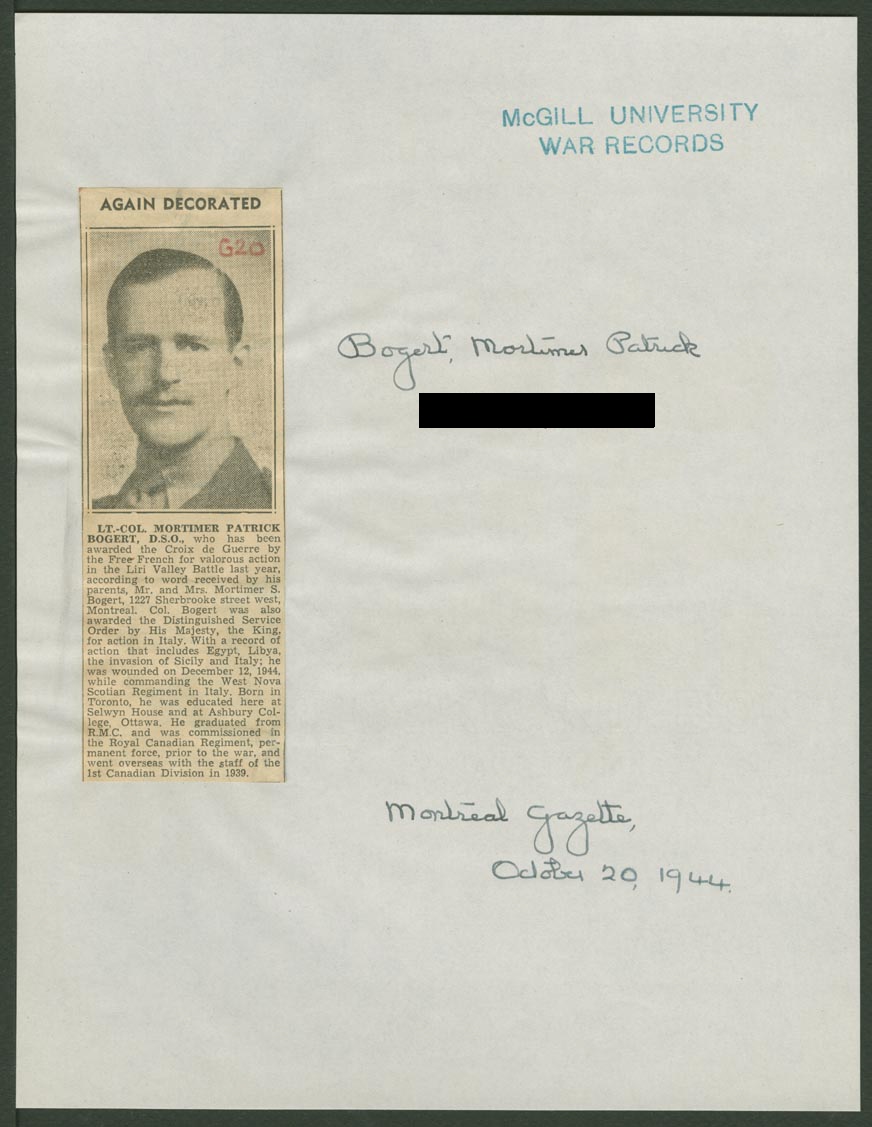 McGILL UNIVERSITY
WAR RECORDS
AGAIN DECORATED
G20
Bogert, Mortimer Patrick
LT.-COL. MORTIMER PATRICK
BOGERT, D.S.O., who has been
awarded the Croix de Guerre by
the Free French for valorous action
in the Liri Valley Battle last year,
according to word received by his
parents, Mr. and Mrs. Mortimer S.
Bogert, 1227 Sherbrooke street west,
Montreal. Col. Bogert was also
awarded the Distinguished Service
Order by His Majesty, the King,
for action in Italy. With a record of
action that includes Egypt, Libya,
the invasion of Sicily and Italy; he
was wounded on December 12, 1944,
while commanding the West Nova
Scotian Regiment in Italy. Born in
Toronto, he was educated here at
Selwyn House and at Ashbury Col-
lege, Ottawa. He graduated from
R.M.C. and was commissioned in
the Royal Canadian Regiment, per-
manent force, prior to the war, and
went overseas with the staff of the
1st Canadian Division in 1939.
Montreal Gazette,
October 20, 1944.